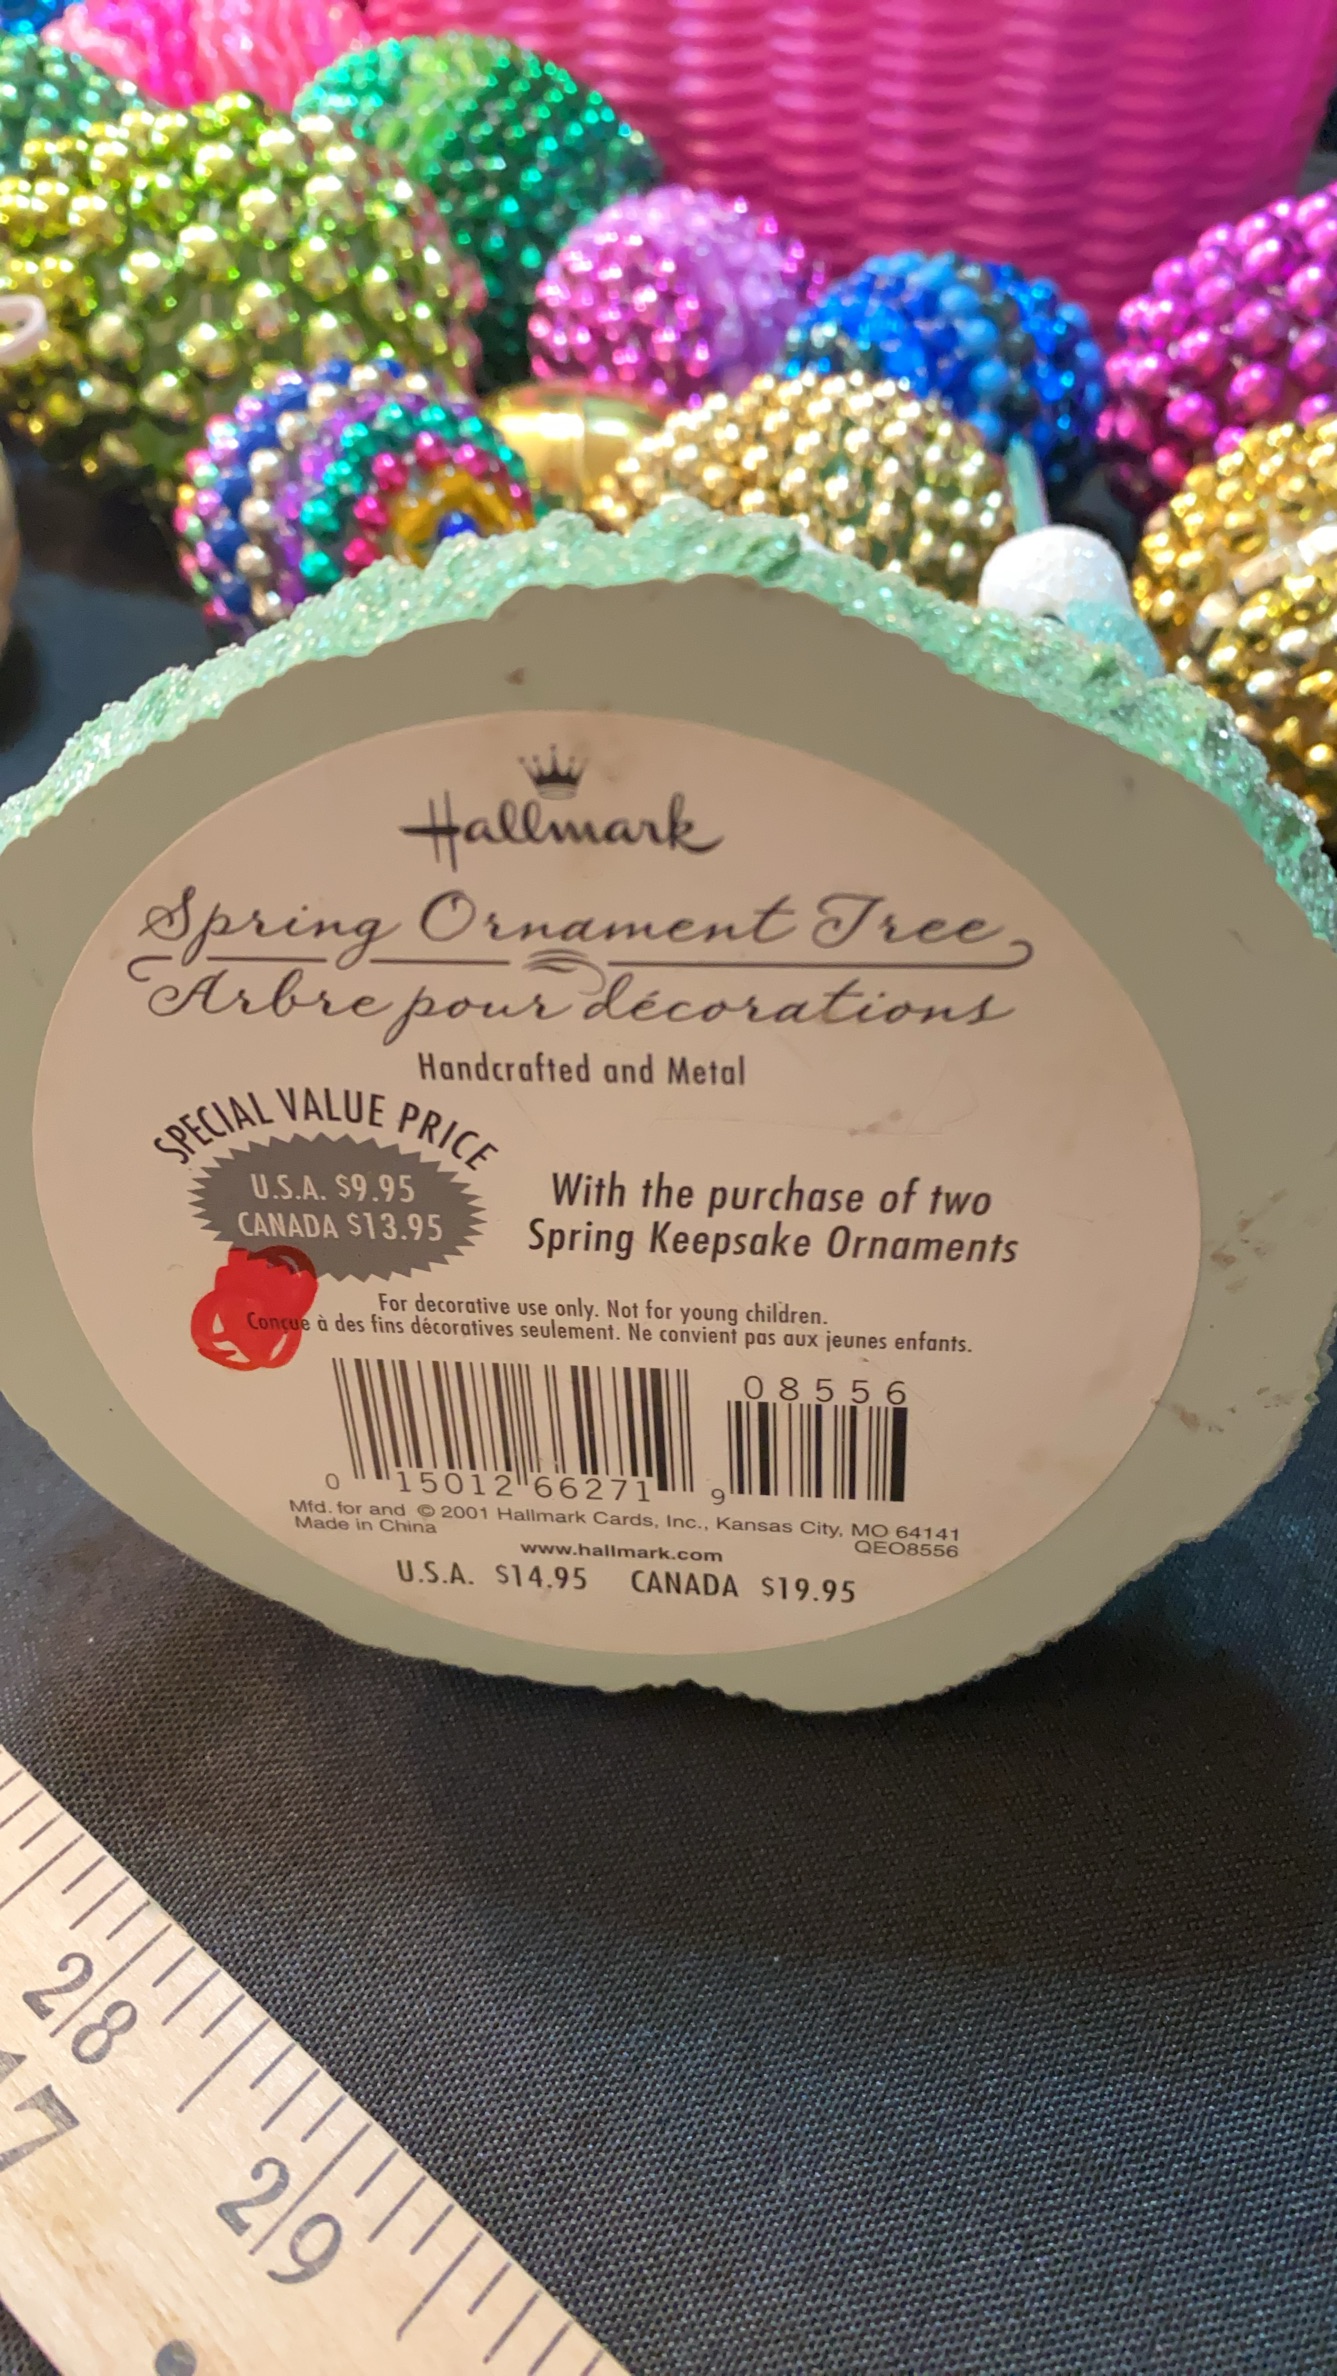 Hallmark
Spring Ornament Tree
Arbre pour décorations
Handcrafted and Metal
SPECIAL VALUE PRICE
U.S.A. $9.95
CANADA $13.95
With the purchase of two
Spring Keepsake Ornaments
For decorative use only. Not for young children.
Conçue à des fins décoratives seulement. Ne convient pas aux jeunes enfants.
08556
0 15012 66271 9
Mfd. for and © 2001 Hallmark Cards, Inc., Kansas City, MO 64141
Made in China QEO8556
www.hallmark.com
U.S.A. $14.95 CANADA $19.95
28
17
29